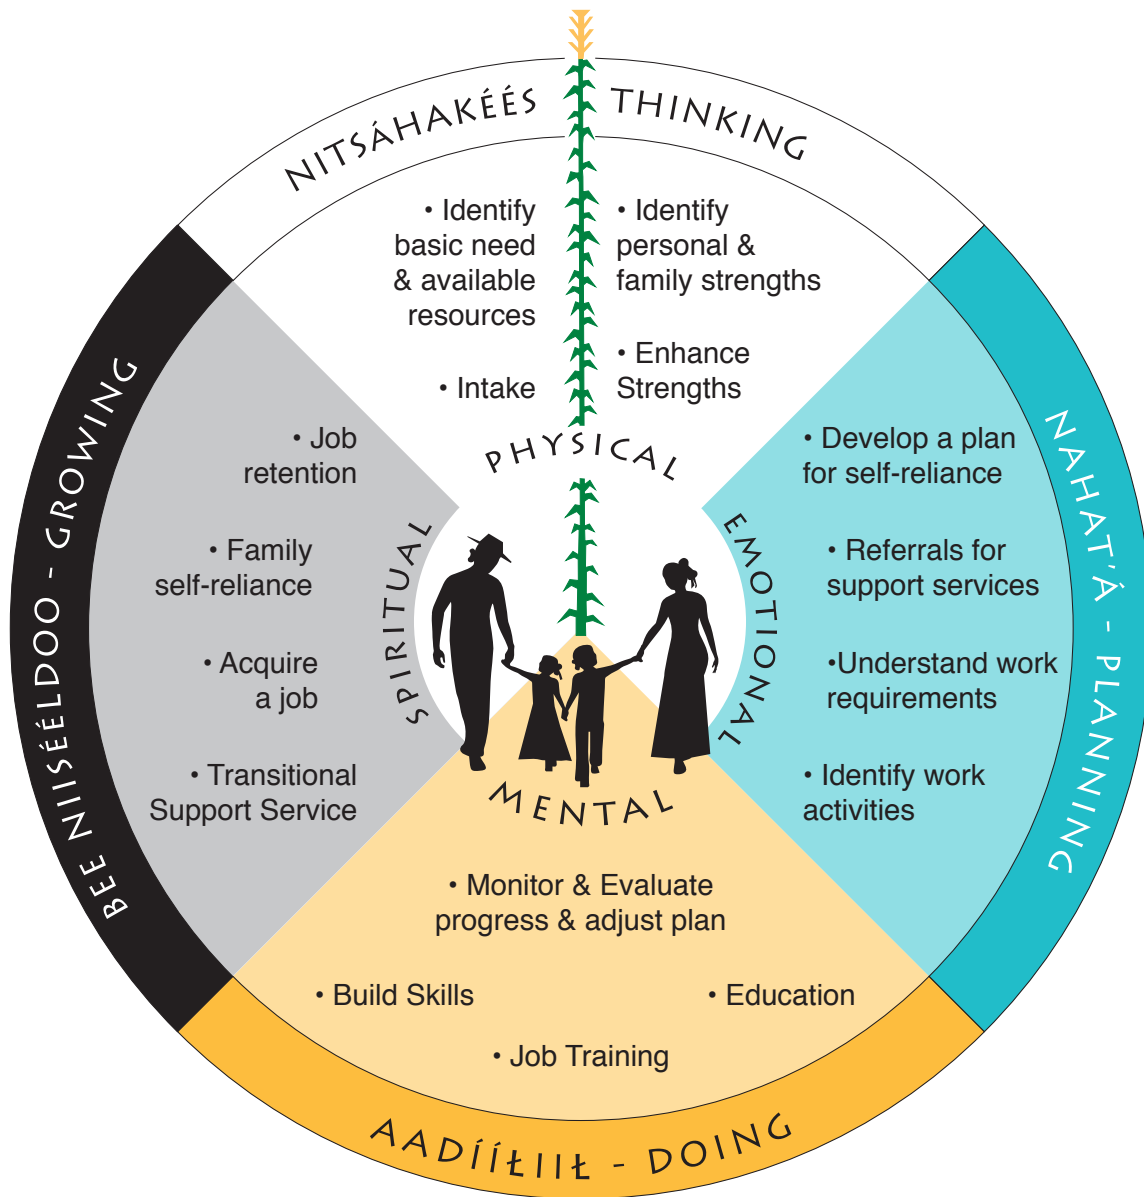 NITSÁHAKÉÉS
THINKING
• Identify
basic need
& available
resources
• Intake
• Identify
personal &
family strengths
• Enhance
Strengths
PHYSICAL
NAHAT'Á - PLANNING
• Develop a plan
for self-reliance
• Referrals for
support services
•Understand work
requirements
• Identify work
activities
EMOTIONAL
MENTAL
• Monitor & Evaluate
progress & adjust plan
• Build Skills
• Education
• Job Training
AADÍÍŁIIŁ - DOING
BEE NIISÉÉLDOO - GROWING
• Job
retention
• Family
self-reliance
• Acquire
a job
• Transitional
Support Service
SPIRITUAL